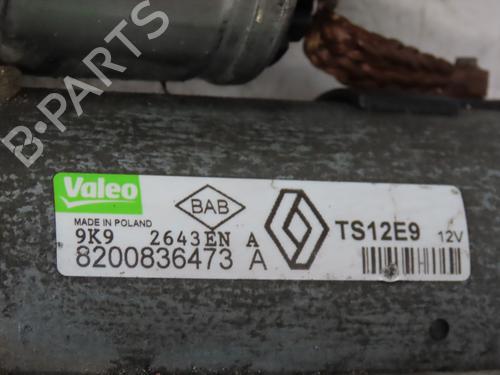 B-PARTS
Valeo
MADE IN POLAND
BAB
TS12E9 12V
9K9 2643EN A
8200836473 A